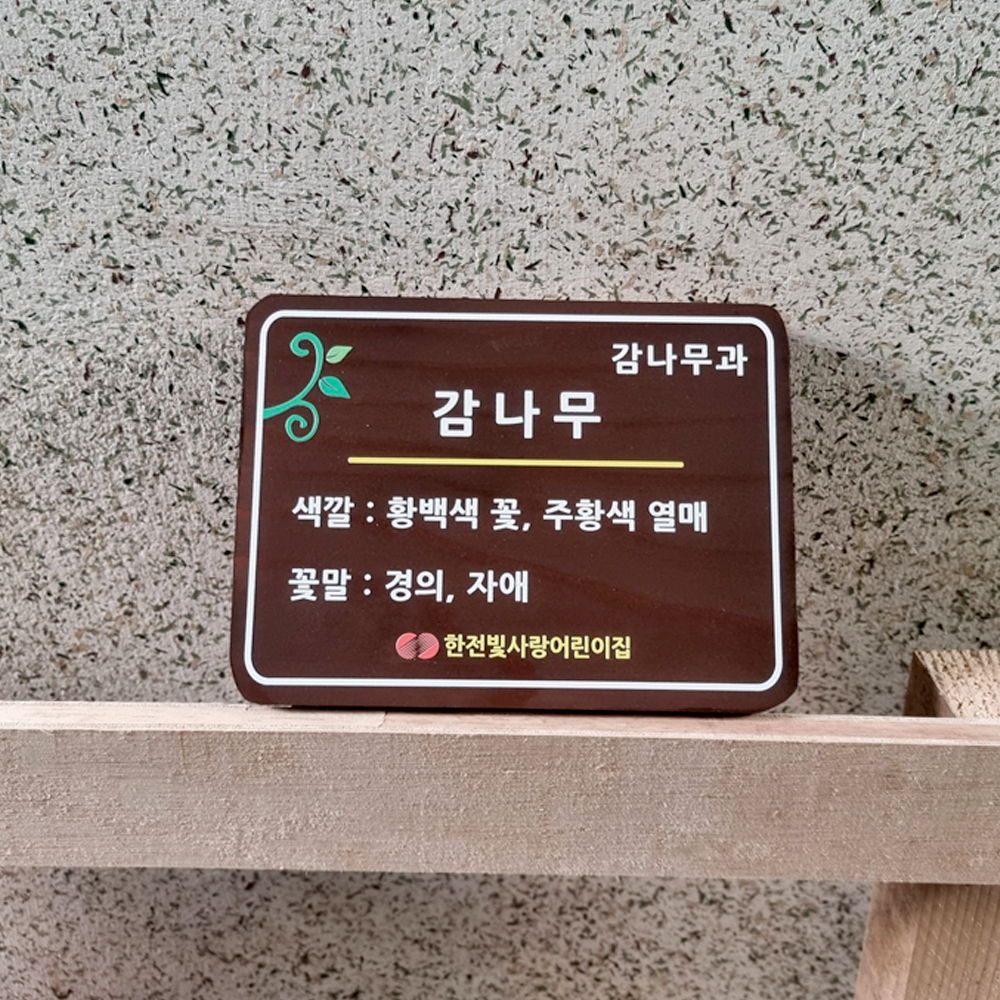 감나무과
감나무
색깔 : 황백색 꽃, 주황색 열매
꽃말 : 경의, 자애
한전빛사랑어린이집